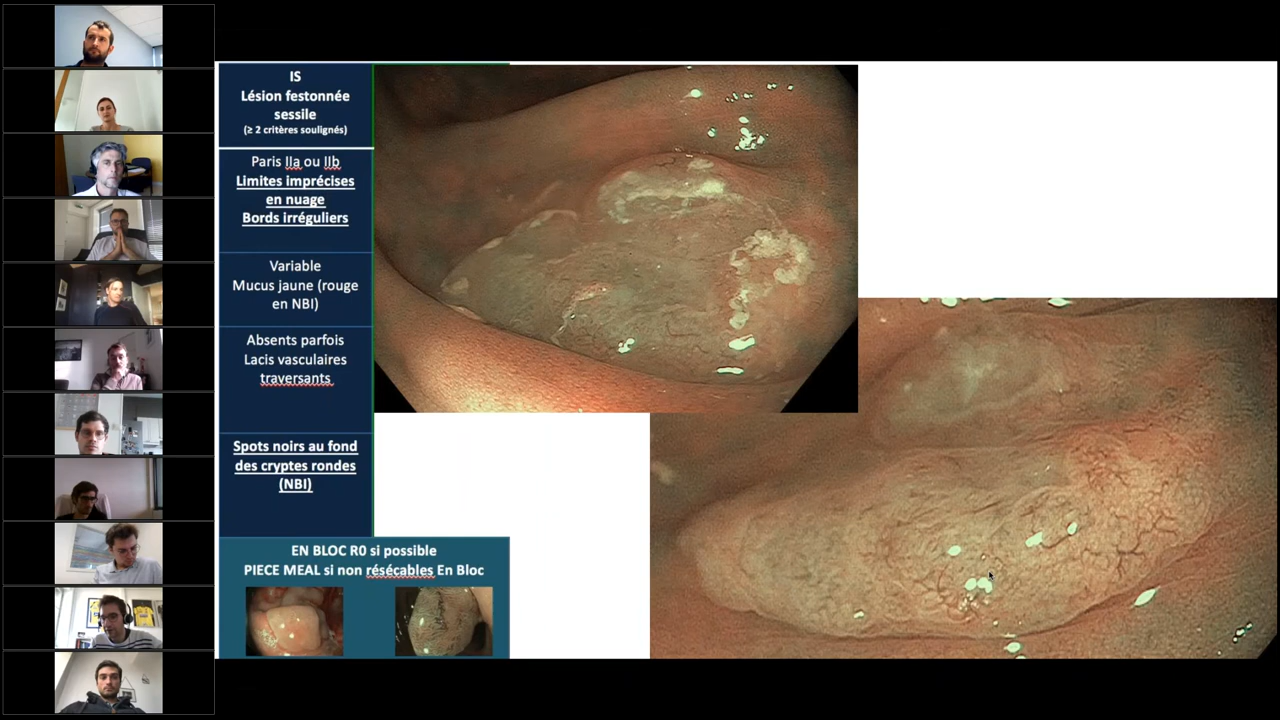 IS
Lésion festonnée
sessile
(≥ 2 critères soulignés)
Paris IIa ou IIb
Limites imprécises
en nuage
Bords irréguliers
Variable
Mucus jaune (rouge
en NBI)
Absents parfois
Lacis vasculaires
traversants
Spots noirs au fond
des cryptes rondes
(NBI)
EN BLOC R0 si possible
PIECE MEAL si non résécables En Bloc